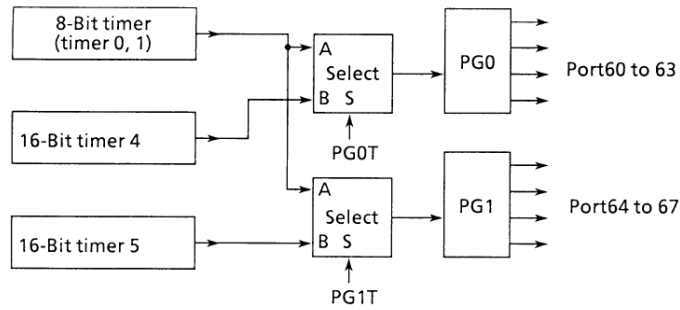 8-Bit timer
(timer 0, 1)
A
Select
B S
PG0T
PG0
Port60 to 63
16-Bit timer 4
A
Select
B S
PG1T
PG1
Port64 to 67
16-Bit timer 5